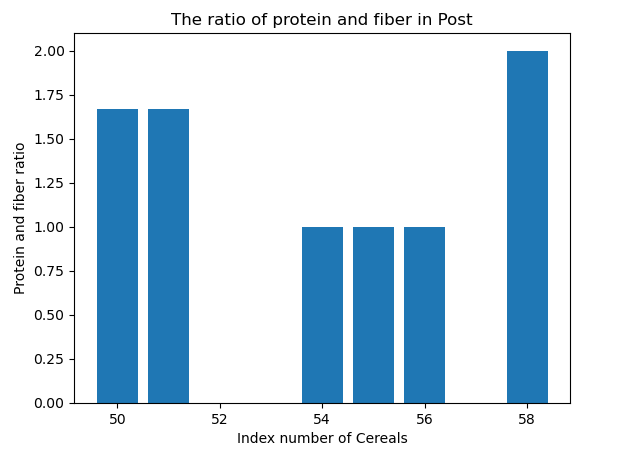 The ratio of protein and fiber in Post
2.00
1.75
1.50
1.25
1.00
0.75
0.50
0.25
0.00
Protein and fiber ratio
50 52 54 56 58
Index number of Cereals